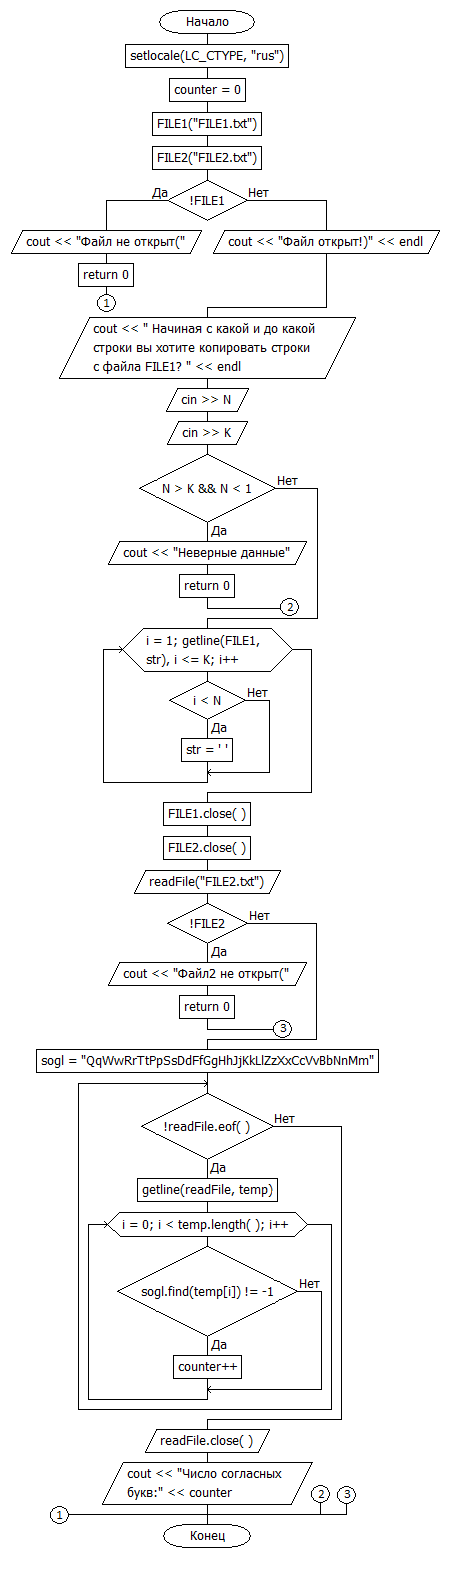 Начало
setlocale(LC_CTYPE, "rus")
counter = 0
FILE1("FILE1.txt")
FILE2("FILE2.txt")
!FILE1
Да
Нет
cout << "Файл не открыт("
cout << "Файл открыт!)" << endl
return 0
1
cout << " Начиная с какой и до какой
строки вы хотите копировать строки
с файла FILE1? " << endl
cin >> N
cin >> K
N > K && N < 1
Нет
Да
cout << "Неверные данные"
return 0
2
i = 1; getline(FILE1,
str), i <= K; i++
i < N
Нет
Да
str = ' '
FILE1.close( )
FILE2.close( )
readFile("FILE2.txt")
!FILE2
Нет
Да
cout << "Файл2 не открыт("
return 0
3
sogl = "QqWwRrTtPpSsDdFfGgHhJjKkLlZzXxCcVvBbNnMm"
!readFile.eof( )
Нет
Да
getline(readFile, temp)
i = 0; i < temp.length( ); i++
sogl.find(temp[i]) != -1
Нет
Да
counter++
readFile.close( )
cout << "Число согласных
букв:" << counter
2
3
1
Конец